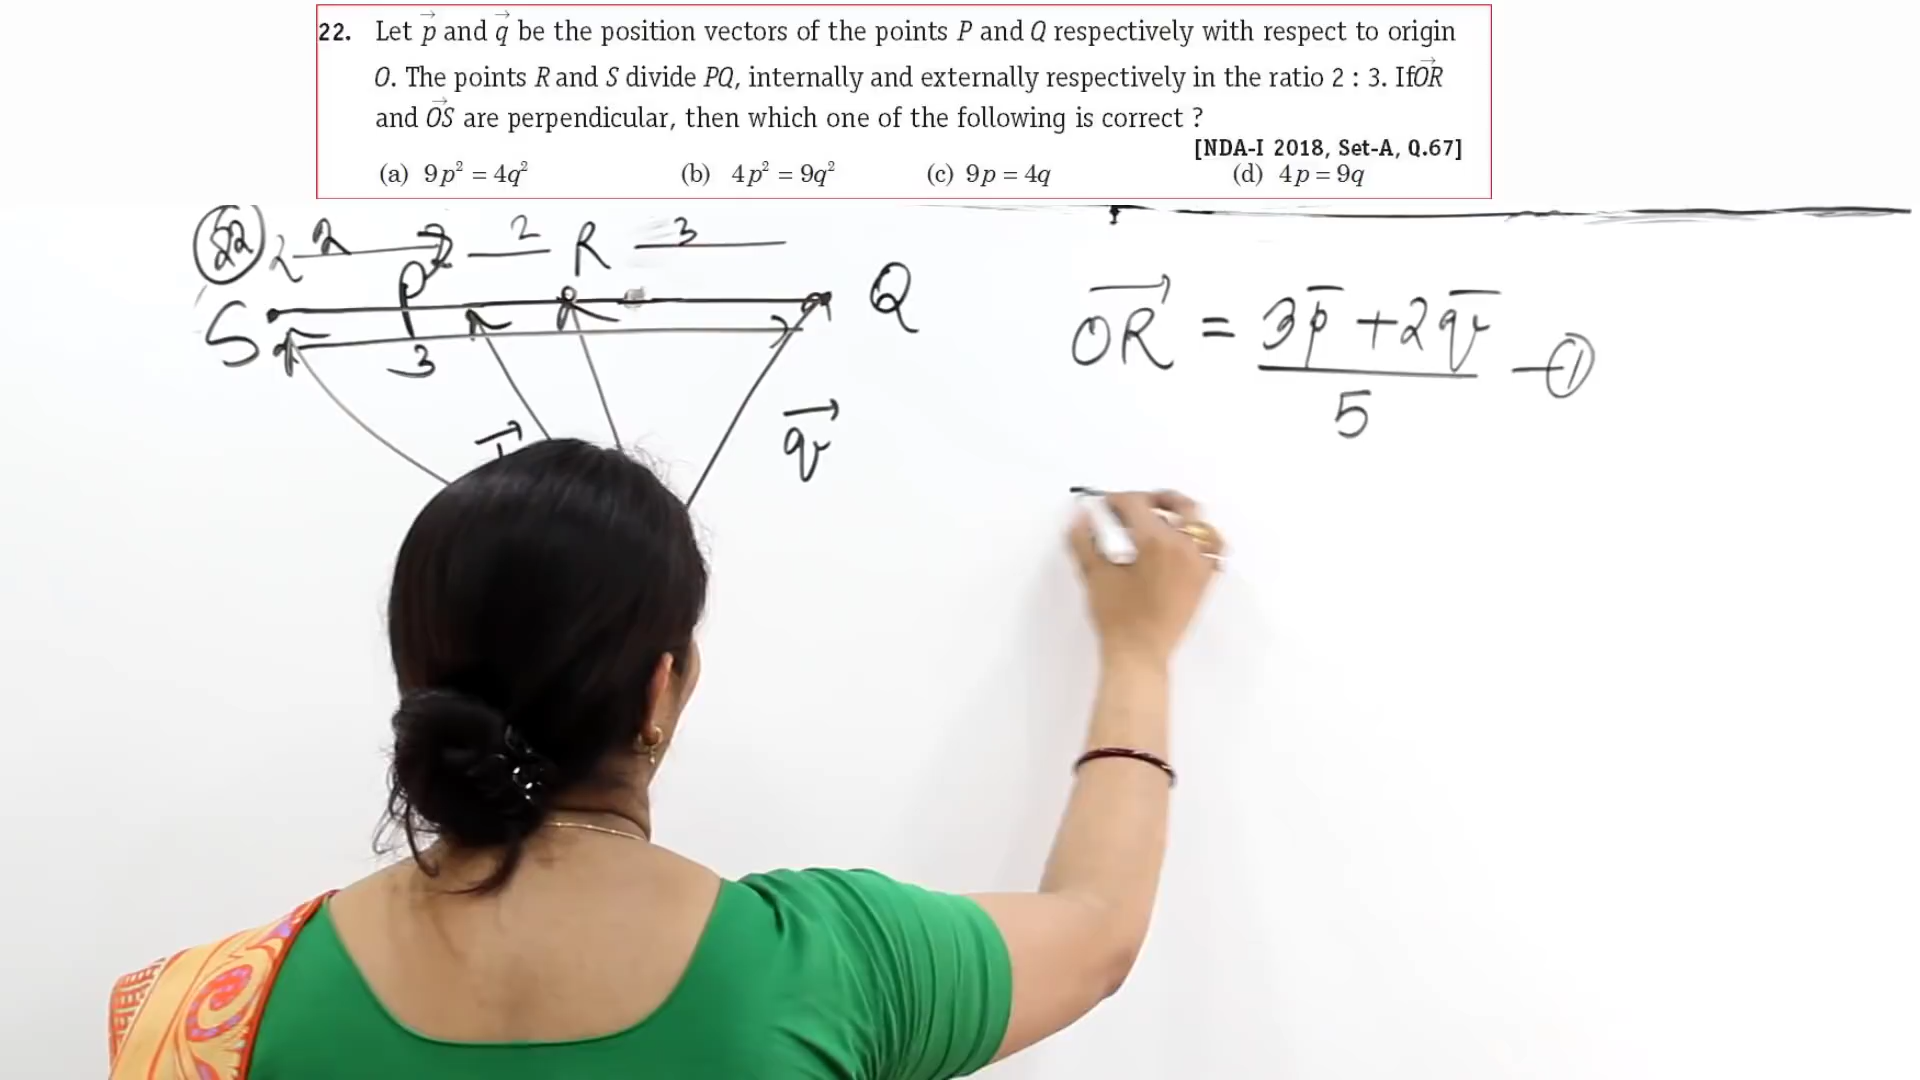 22. Let p⃗ and q⃗ be the position vectors of the points P and Q respectively with respect to origin
O. The points R and S divide PQ, internally and externally respectively in the ratio 2 : 3. If OR⃗
and OS⃗ are perpendicular, then which one of the following is correct ?
[NDA-I 2018, Set-A, Q.67]
(a) 9p² = 4q² (b) 4p² = 9q² (c) 9p = 4q (d) 4p = 9q
22 2 2 R 3
P
S Q
3
q⃗
OR⃗ = (3p̅ + 2q̅)/5 —①